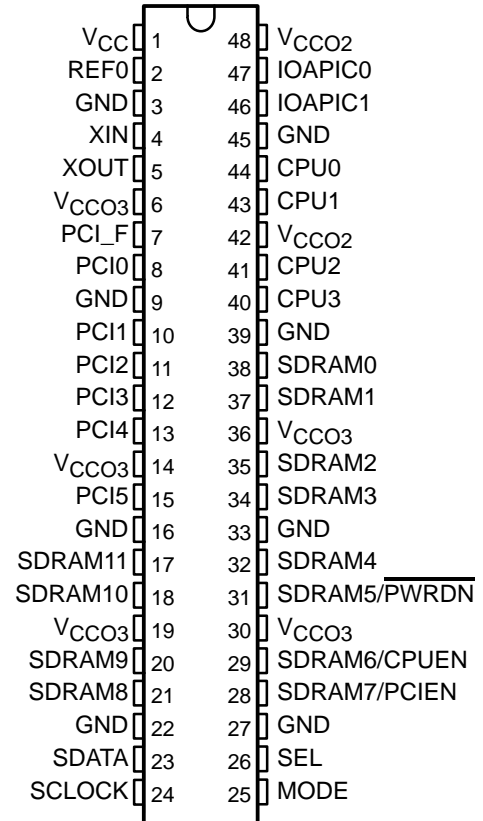 VCC 1 48 VCCO2
REF0 2 47 IOAPIC0
GND 3 46 IOAPIC1
XIN 4 45 GND
XOUT 5 44 CPU0
VCCO3 6 43 CPU1
PCI_F 7 42 VCCO2
PCI0 8 41 CPU2
GND 9 40 CPU3
PCI1 10 39 GND
PCI2 11 38 SDRAM0
PCI3 12 37 SDRAM1
PCI4 13 36 VCCO3
VCCO3 14 35 SDRAM2
PCI5 15 34 SDRAM3
GND 16 33 GND
SDRAM11 17 32 SDRAM4
SDRAM10 18 31 SDRAM5/PWRDN
VCCO3 19 30 VCCO3
SDRAM9 20 29 SDRAM6/CPUEN
SDRAM8 21 28 SDRAM7/PCIEN
GND 22 27 GND
SDATA 23 26 SEL
SCLOCK 24 25 MODE